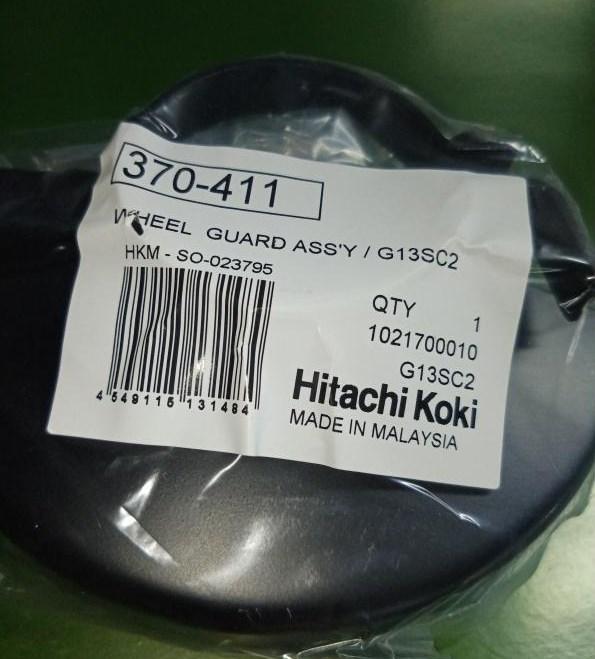 370-411
WHEEL GUARD ASS'Y / G13SC2
HKM - SO-023795
4 549115 131484
QTY 1
1021700010
G13SC2
Hitachi Koki
MADE IN MALAYSIA